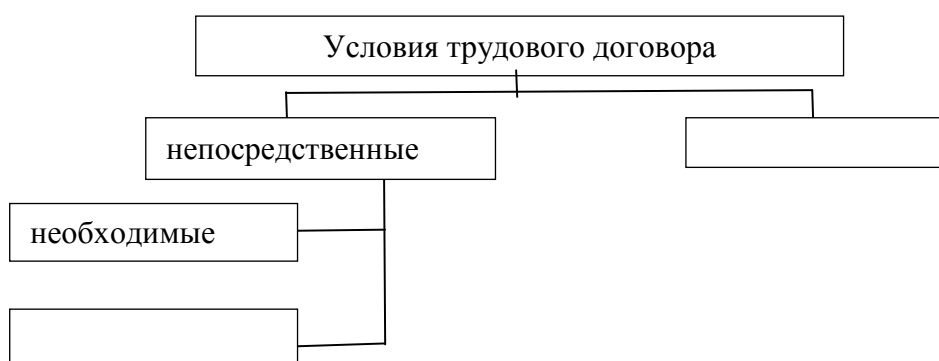 Условия трудового договора
непосредственные
необходимые